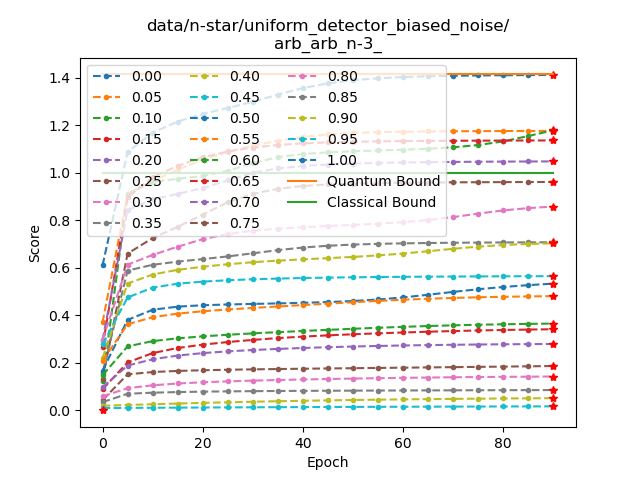 data/n-star/uniform_detector_biased_noise/
arb_arb_n-3_
Score
1.4
1.2
1.0
0.8
0.6
0.4
0.2
0.0
0.00 0.40 0.80
0.05 0.45 0.85
0.10 0.50 0.90
0.15 0.55 0.95
0.20 0.60 1.00
0.25 0.65 Quantum Bound
0.30 0.70 Classical Bound
0.35 0.75
0 20 40 60 80
Epoch